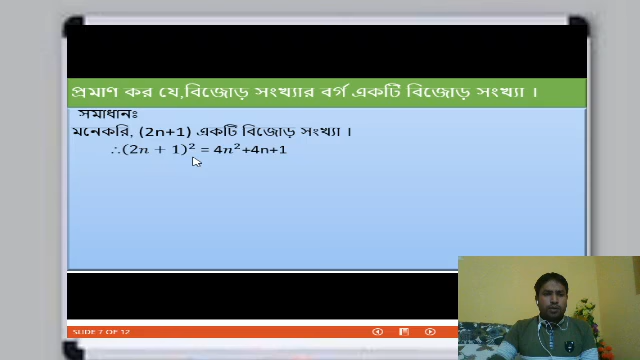 প্রমাণ কর যে,বিজোড় সংখ্যার বর্গ একটি বিজোড় সংখ্যা ।
সমাধানঃ
মনেকরি, (2n+1) একটি বিজোড় সংখ্যা ।
∴(2n + 1)² = 4n²+4n+1
SLIDE 7 OF 12